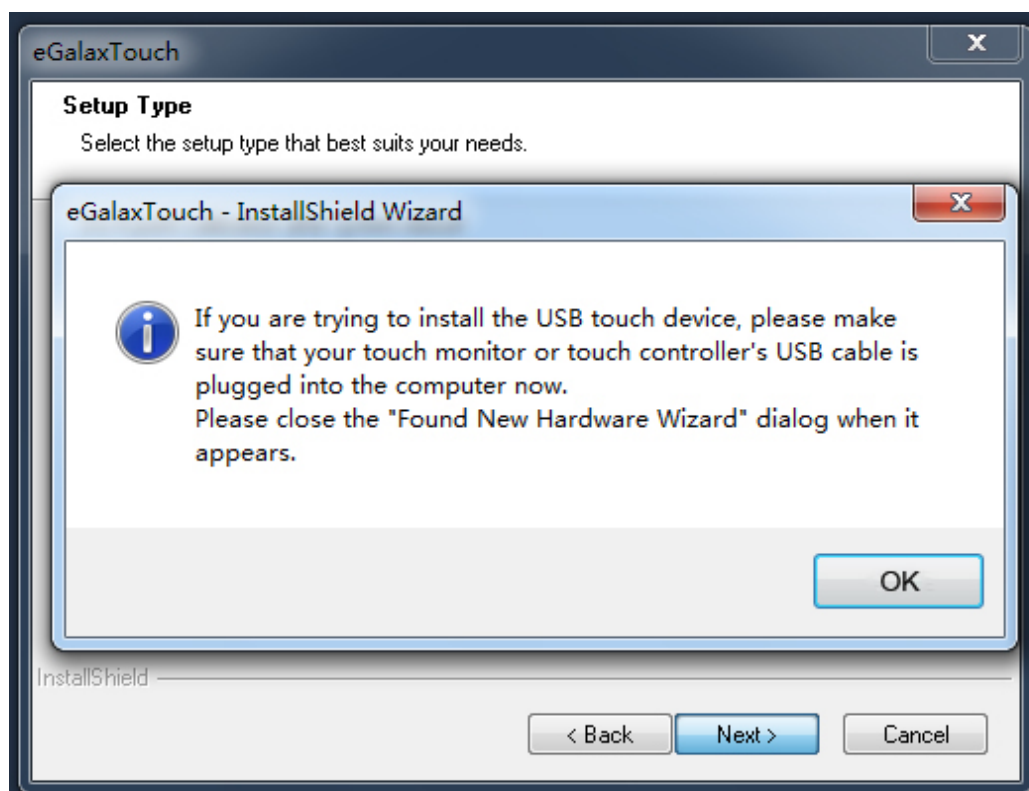 eGalaxTouch
Setup Type
Select the setup type that best suits your needs.
eGalaxTouch - InstallShield Wizard
If you are trying to install the USB touch device, please make
sure that your touch monitor or touch controller's USB cable is
plugged into the computer now.
Please close the "Found New Hardware Wizard" dialog when it
appears.
OK
InstallShield
< Back
Next >
Cancel